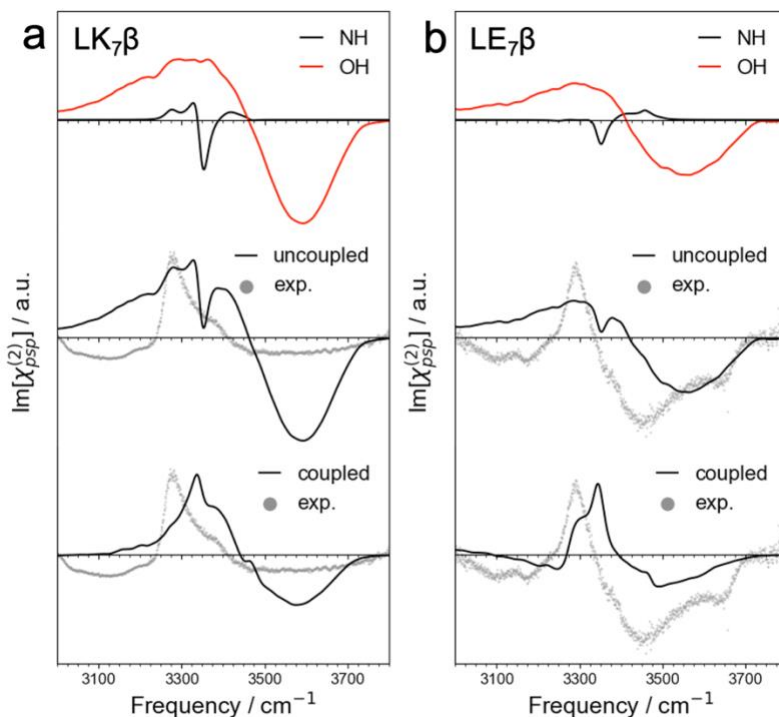 a LK₇β
NH
OH
uncoupled
exp.
coupled
exp.
Im[χ⁽²⁾psp] / a.u.
3100 3300 3500 3700
Frequency / cm⁻¹
b LE₇β
NH
OH
uncoupled
exp.
coupled
exp.
Im[χ⁽²⁾psp] / a.u.
3100 3300 3500 3700
Frequency / cm⁻¹